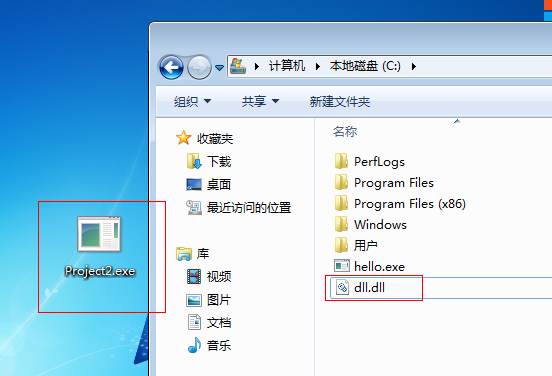 计算机 本地磁盘 (C:)
组织 共享 新建文件夹
收藏夹
下载
桌面
最近访问的位置
库
视频
图片
文档
音乐
名称
PerfLogs
Program Files
Program Files (x86)
Windows
用户
hello.exe
dll.dll
Project2.exe